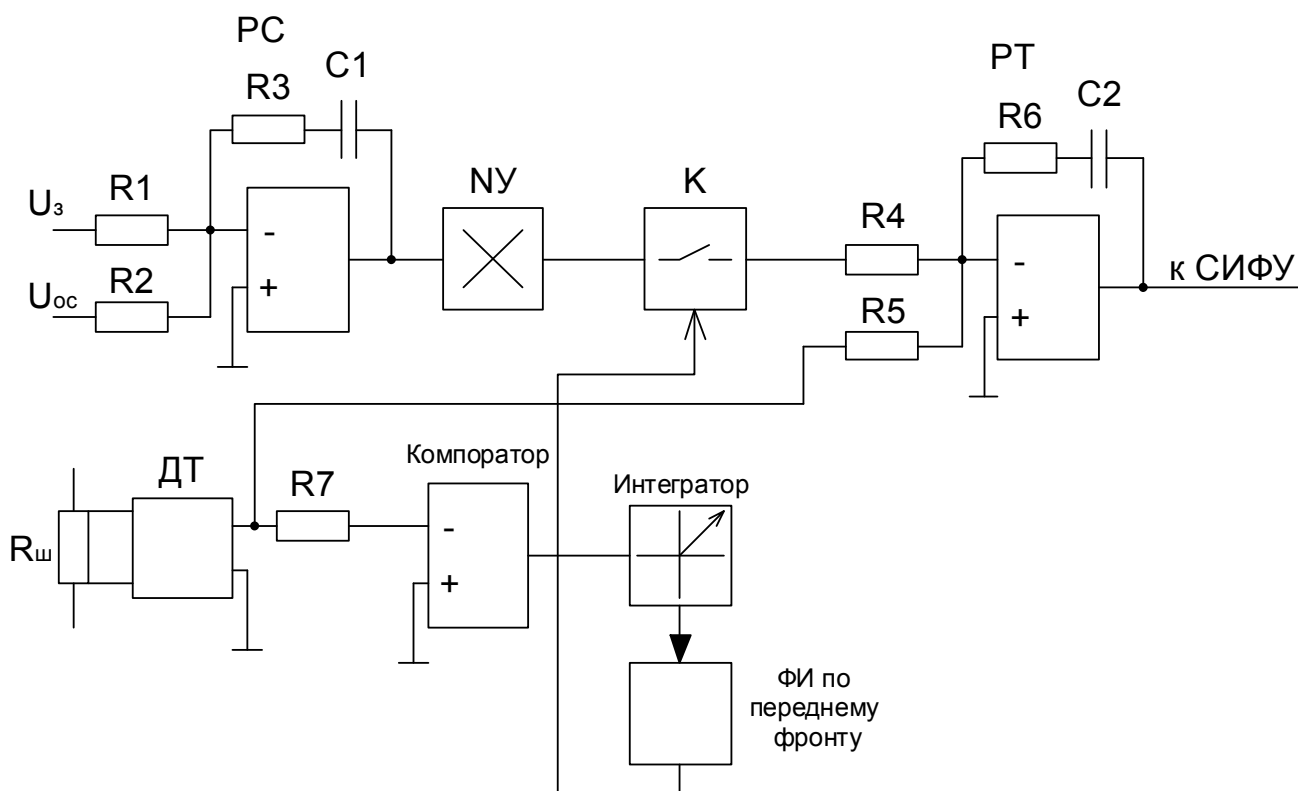 РС
C1
R3
Uз
R1
Uос
R2
-
+
NУ
К
РТ
C2
R6
R4
R5
-
+
к СИФУ
Rш
ДТ
R7
Компоратор
-
+
Интегратор
ФИ по
переднему
фронту